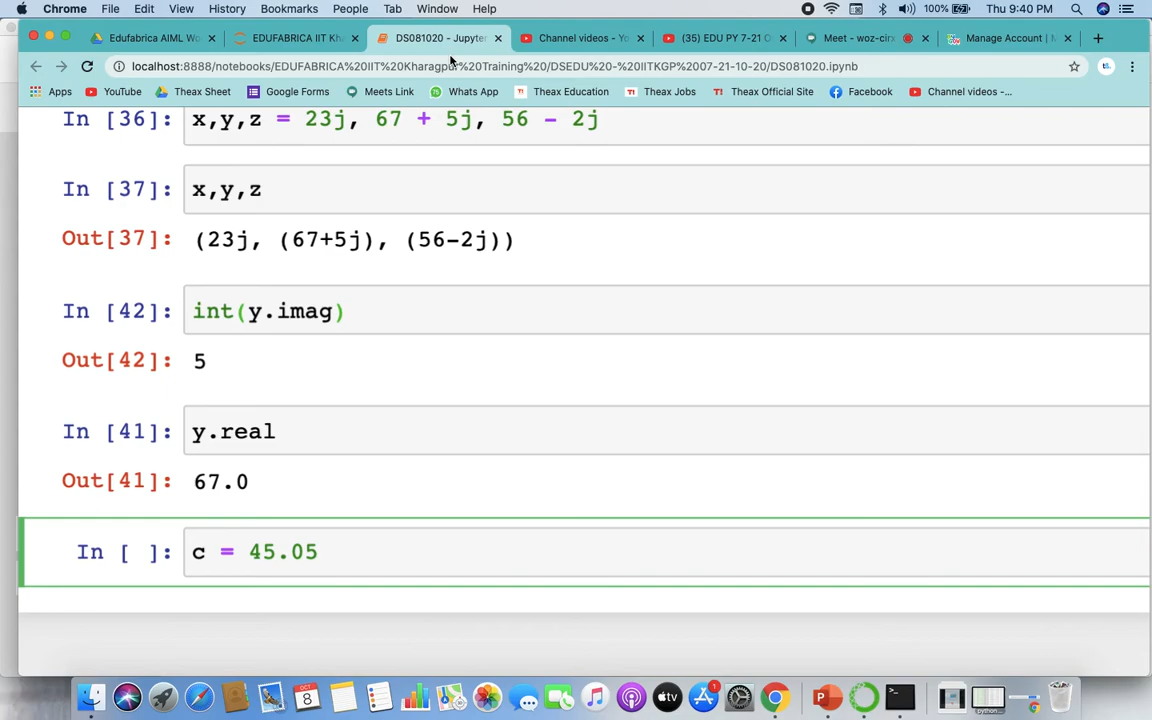 Chrome File Edit View History Bookmarks People Tab Window Help 100% Thu 9:40 PM
Edufabrica AIML Wo EDUFABRICA IIT Kha DS081020 - Jupyte Channel videos - Yo (35) EDU PY 7-21 O Meet - woz-cirx Manage Account | M
localhost:8888/notebooks/EDUFABRICA%20IIT%20Kharagpur%20Training%20/DSEDU%20-%20IITKGP%2007-21-10-20/DS081020.ipynb
Apps YouTube Theax Sheet Google Forms Meets Link Whats App Theax Education Theax Jobs Theax Official Site Facebook Channel videos -...
In [36]: x,y,z = 23j, 67 + 5j, 56 - 2j
In [37]: x,y,z
Out[37]: (23j, (67+5j), (56-2j))
In [42]: int(y.imag)
Out[42]: 5
In [41]: y.real
Out[41]: 67.0
In [ ]: c = 45.05
OCT
8
1